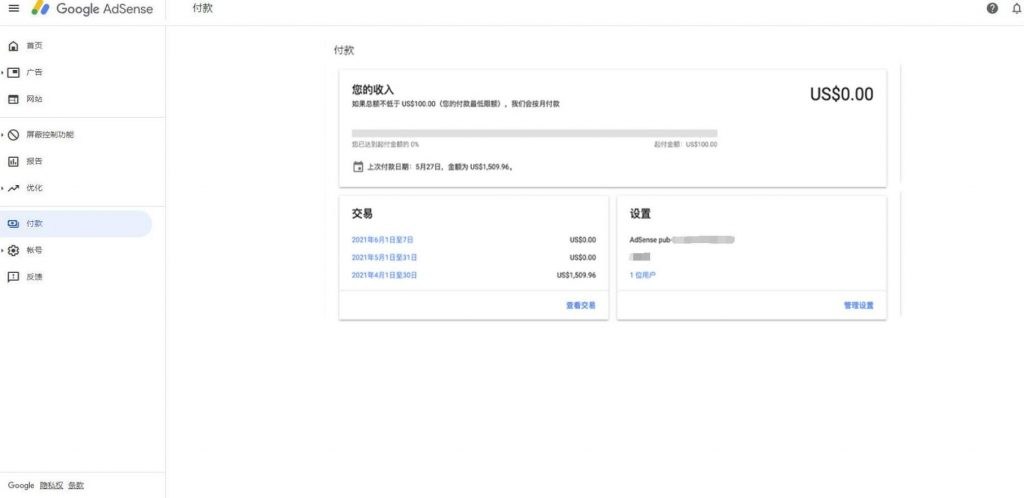 Google AdSense
付款
首页
广告
网站
屏蔽控制功能
报告
优化
付款
帐号
反馈
Google 隐私权 条款
付款
您的收入
US$0.00
如果总额不低于 US$100.00（您的付款最低限额），我们会按月付款
您已达到起付金额的 0%
起付金额：US$100.00
上次付款日期：5月27日，金额为 US$1,509.96。
交易
2021年6月1日至7日 US$0.00
2021年5月1日至31日 US$0.00
2021年4月1日至30日 US$1,509.96
查看交易
设置
AdSense pub-
1 位用户
管理设置